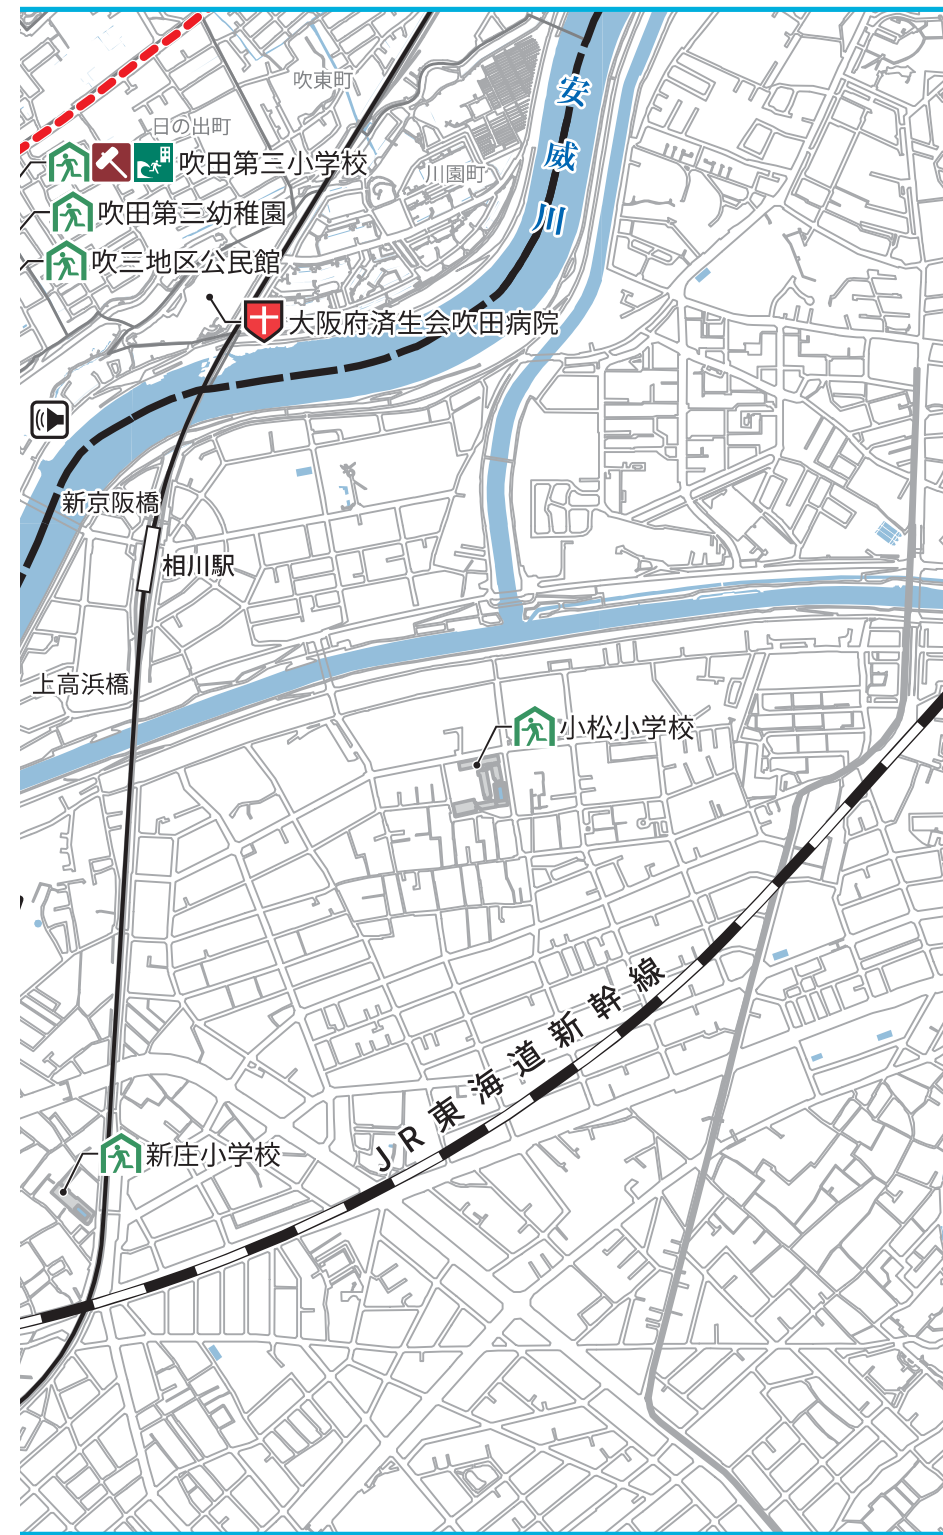 吹東町
日の出町
安威川
吹田第三小学校
川園町
吹田第三幼稚園
吹三地区公民館
大阪府済生会吹田病院
新京阪橋
相川駅
上高浜橋
小松小学校
JR東海道新幹線
新庄小学校